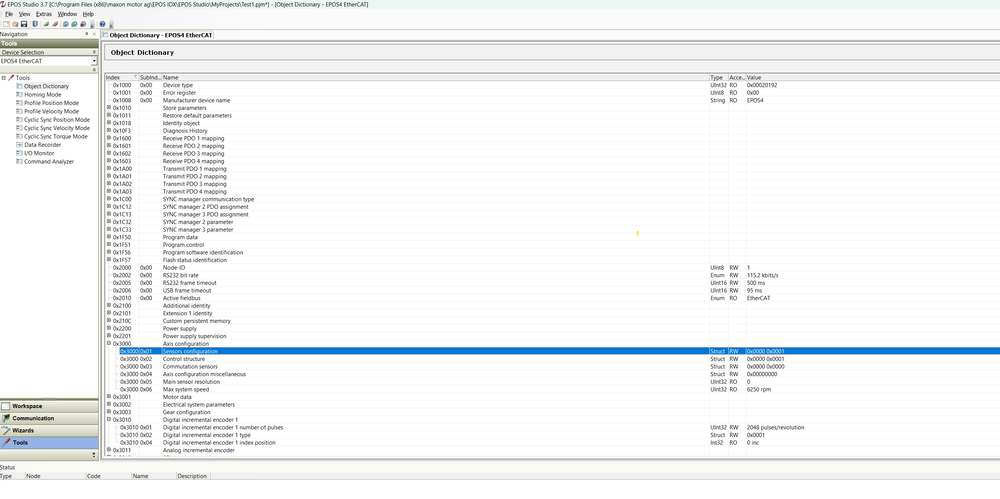 EPOS Studio 3.7 [C:\Program Files (x86)\maxon motor ag\EPOS IDX\EPOS Studio\MyProjects\Test1.pjm*] - [Object Dictionary - EPOS4 EtherCAT]
File View Extras Window Help
Navigation
Tools
Device Selection
EPOS4 EtherCAT
Tools
Object Dictionary
Homing Mode
Profile Position Mode
Profile Velocity Mode
Cyclic Sync Position Mode
Cyclic Sync Velocity Mode
Cyclic Sync Torque Mode
Data Recorder
I/O Monitor
Command Analyzer
Workspace
Communication
Wizards
Tools
Object Dictionary - EPOS4 EtherCAT
Object Dictionary
Index SubInd... Name Type Acce... Value
0x1000 0x00 Device type UInt32 RO 0x00020192
0x1001 0x00 Error register UInt8 RO 0x00
0x1008 0x00 Manufacturer device name String RO EPOS4
0x1010 Store parameters
0x1011 Restore default parameters
0x1018 Identity object
0x10F3 Diagnosis History
0x1600 Receive PDO 1 mapping
0x1601 Receive PDO 2 mapping
0x1602 Receive PDO 3 mapping
0x1603 Receive PDO 4 mapping
0x1A00 Transmit PDO 1 mapping
0x1A01 Transmit PDO 2 mapping
0x1A02 Transmit PDO 3 mapping
0x1A03 Transmit PDO 4 mapping
0x1C00 SYNC manager communication type
0x1C12 SYNC manager 2 PDO assignment
0x1C13 SYNC manager 3 PDO assignment
0x1C32 SYNC manager 2 parameter
0x1C33 SYNC manager 3 parameter
0x1F50 Program data
0x1F51 Program control
0x1F56 Program software identification
0x1F57 Flash status identification
0x2000 0x00 Node-ID UInt8 RW 1
0x2002 0x00 RS232 bit rate Enum RW 115.2 kbits/s
0x2005 0x00 RS232 frame timeout UInt16 RW 500 ms
0x2006 0x00 USB frame timeout UInt16 RW 95 ms
0x2010 0x00 Active fieldbus Enum RO EtherCAT
0x2100 Additional identity
0x2101 Extension 1 identity
0x210C Custom persistent memory
0x2200 Power supply
0x2201 Power supply supervision
0x3000 Axis configuration
0x3000 0x01 Sensors configuration Struct RW 0x0000 0x0001
0x3000 0x02 Control structure Struct RW 0x0000 0x0001
0x3000 0x03 Commutation sensors Struct RW 0x0000 0x0000
0x3000 0x04 Axis configuration miscellaneous Struct RW 0x00000000
0x3000 0x05 Main sensor resolution UInt32 RO 0
0x3000 0x06 Max system speed UInt32 RO 6250 rpm
0x3001 Motor data
0x3002 Electrical system parameters
0x3003 Gear configuration
0x3010 Digital incremental encoder 1
0x3010 0x01 Digital incremental encoder 1 number of pulses UInt32 RW 2048 pulses/revolution
0x3010 0x02 Digital incremental encoder 1 type Struct RW 0x0001
0x3010 0x04 Digital incremental encoder 1 index position Int32 RO 0 inc
0x3011 Analog incremental encoder
Status
Type Node Code Name Description